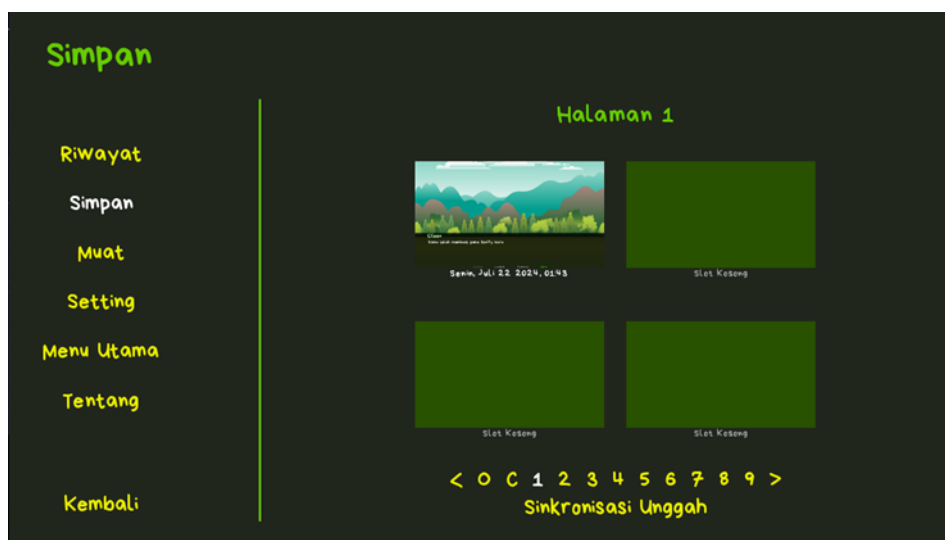 Simpan
Riwayat
Simpan
Muat
Setting
Menu Utama
Tentang
Kembali
Halaman 1
Senin, Juli 22 2024, 01:43
Slot Kosong
Slot Kosong
Slot Kosong
< O C 1 2 3 4 5 6 7 8 9 >
Sinkronisasi Unggah